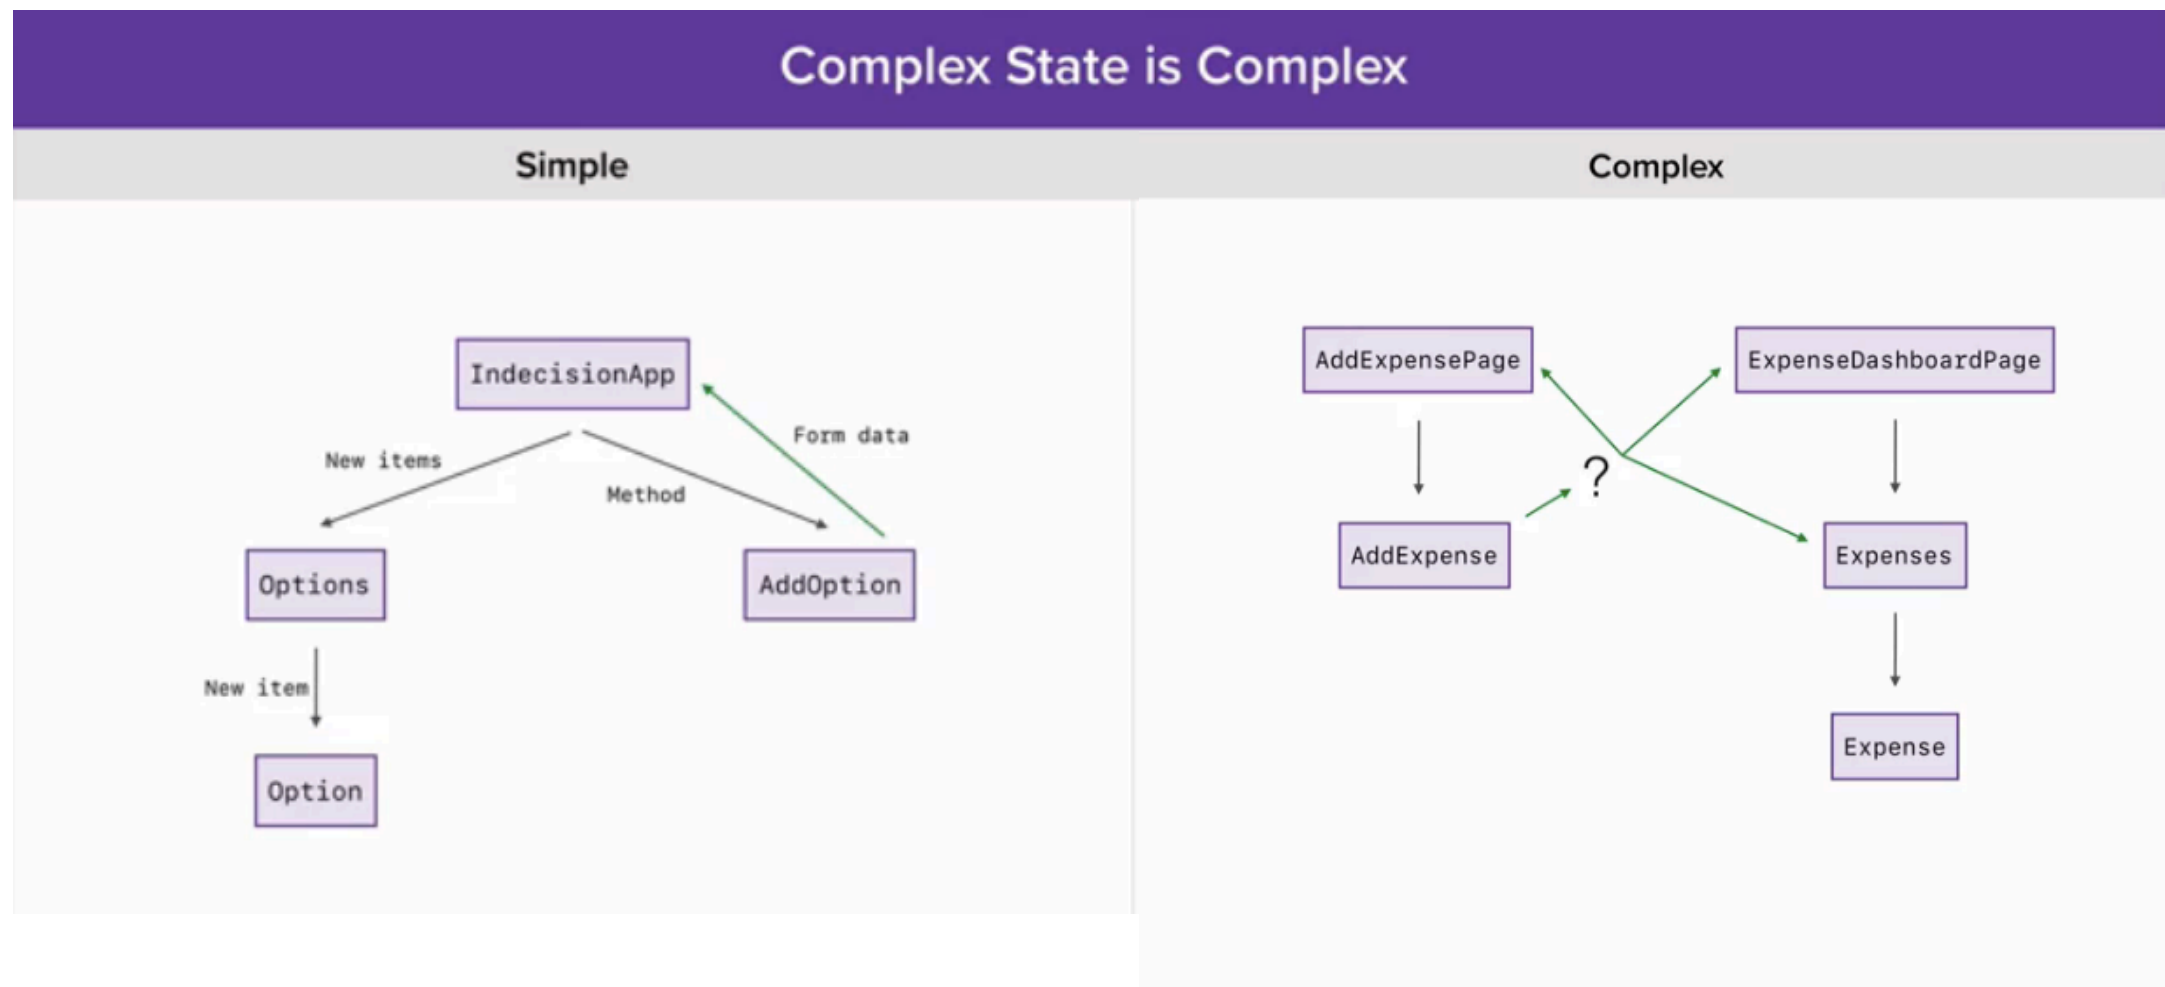 Complex State is Complex
Simple
Complex
IndecisionApp
New items
Method
Form data
Options
AddOption
New item
Option
AddExpensePage
ExpenseDashboardPage
?
AddExpense
Expenses
Expense